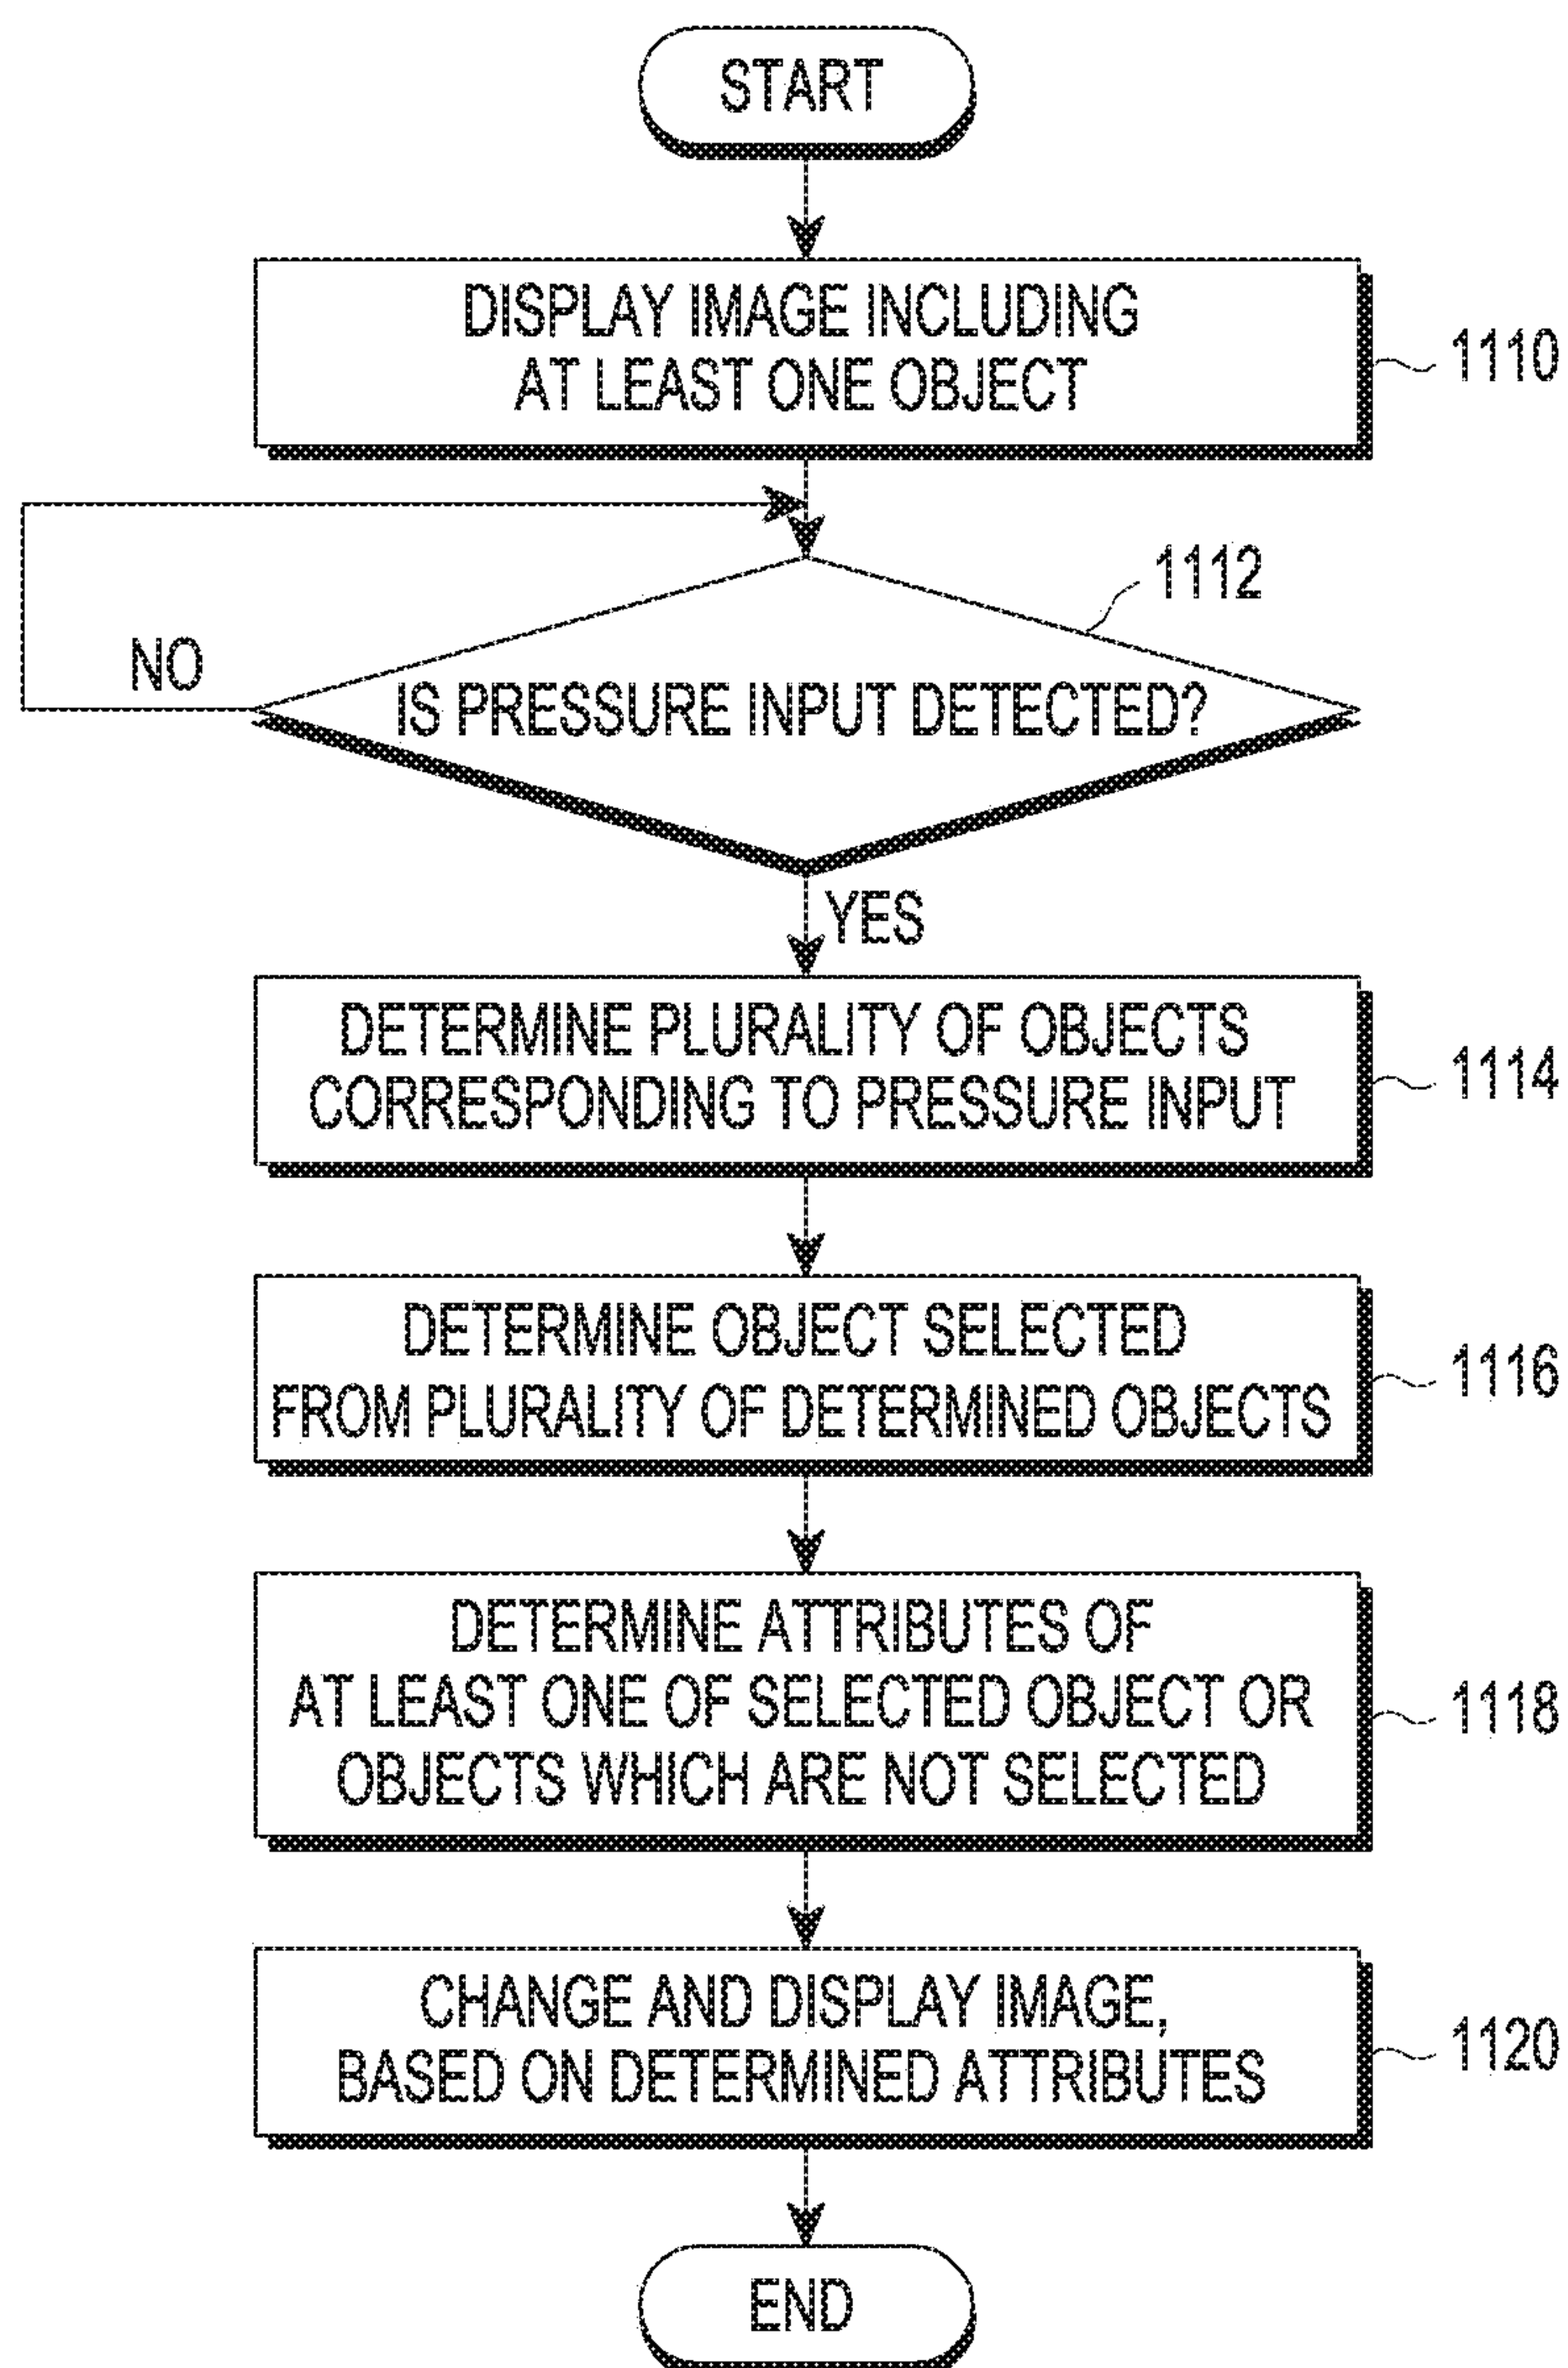 START
DISPLAY IMAGE INCLUDING
AT LEAST ONE OBJECT
1110
1112
NO
IS PRESSURE INPUT DETECTED?
YES
DETERMINE PLURALITY OF OBJECTS
CORRESPONDING TO PRESSURE INPUT
1114
DETERMINE OBJECT SELECTED
FROM PLURALITY OF DETERMINED OBJECTS
1116
DETERMINE ATTRIBUTES OF
AT LEAST ONE OF SELECTED OBJECT OR
OBJECTS WHICH ARE NOT SELECTED
1118
CHANGE AND DISPLAY IMAGE,
BASED ON DETERMINED ATTRIBUTES
1120
END